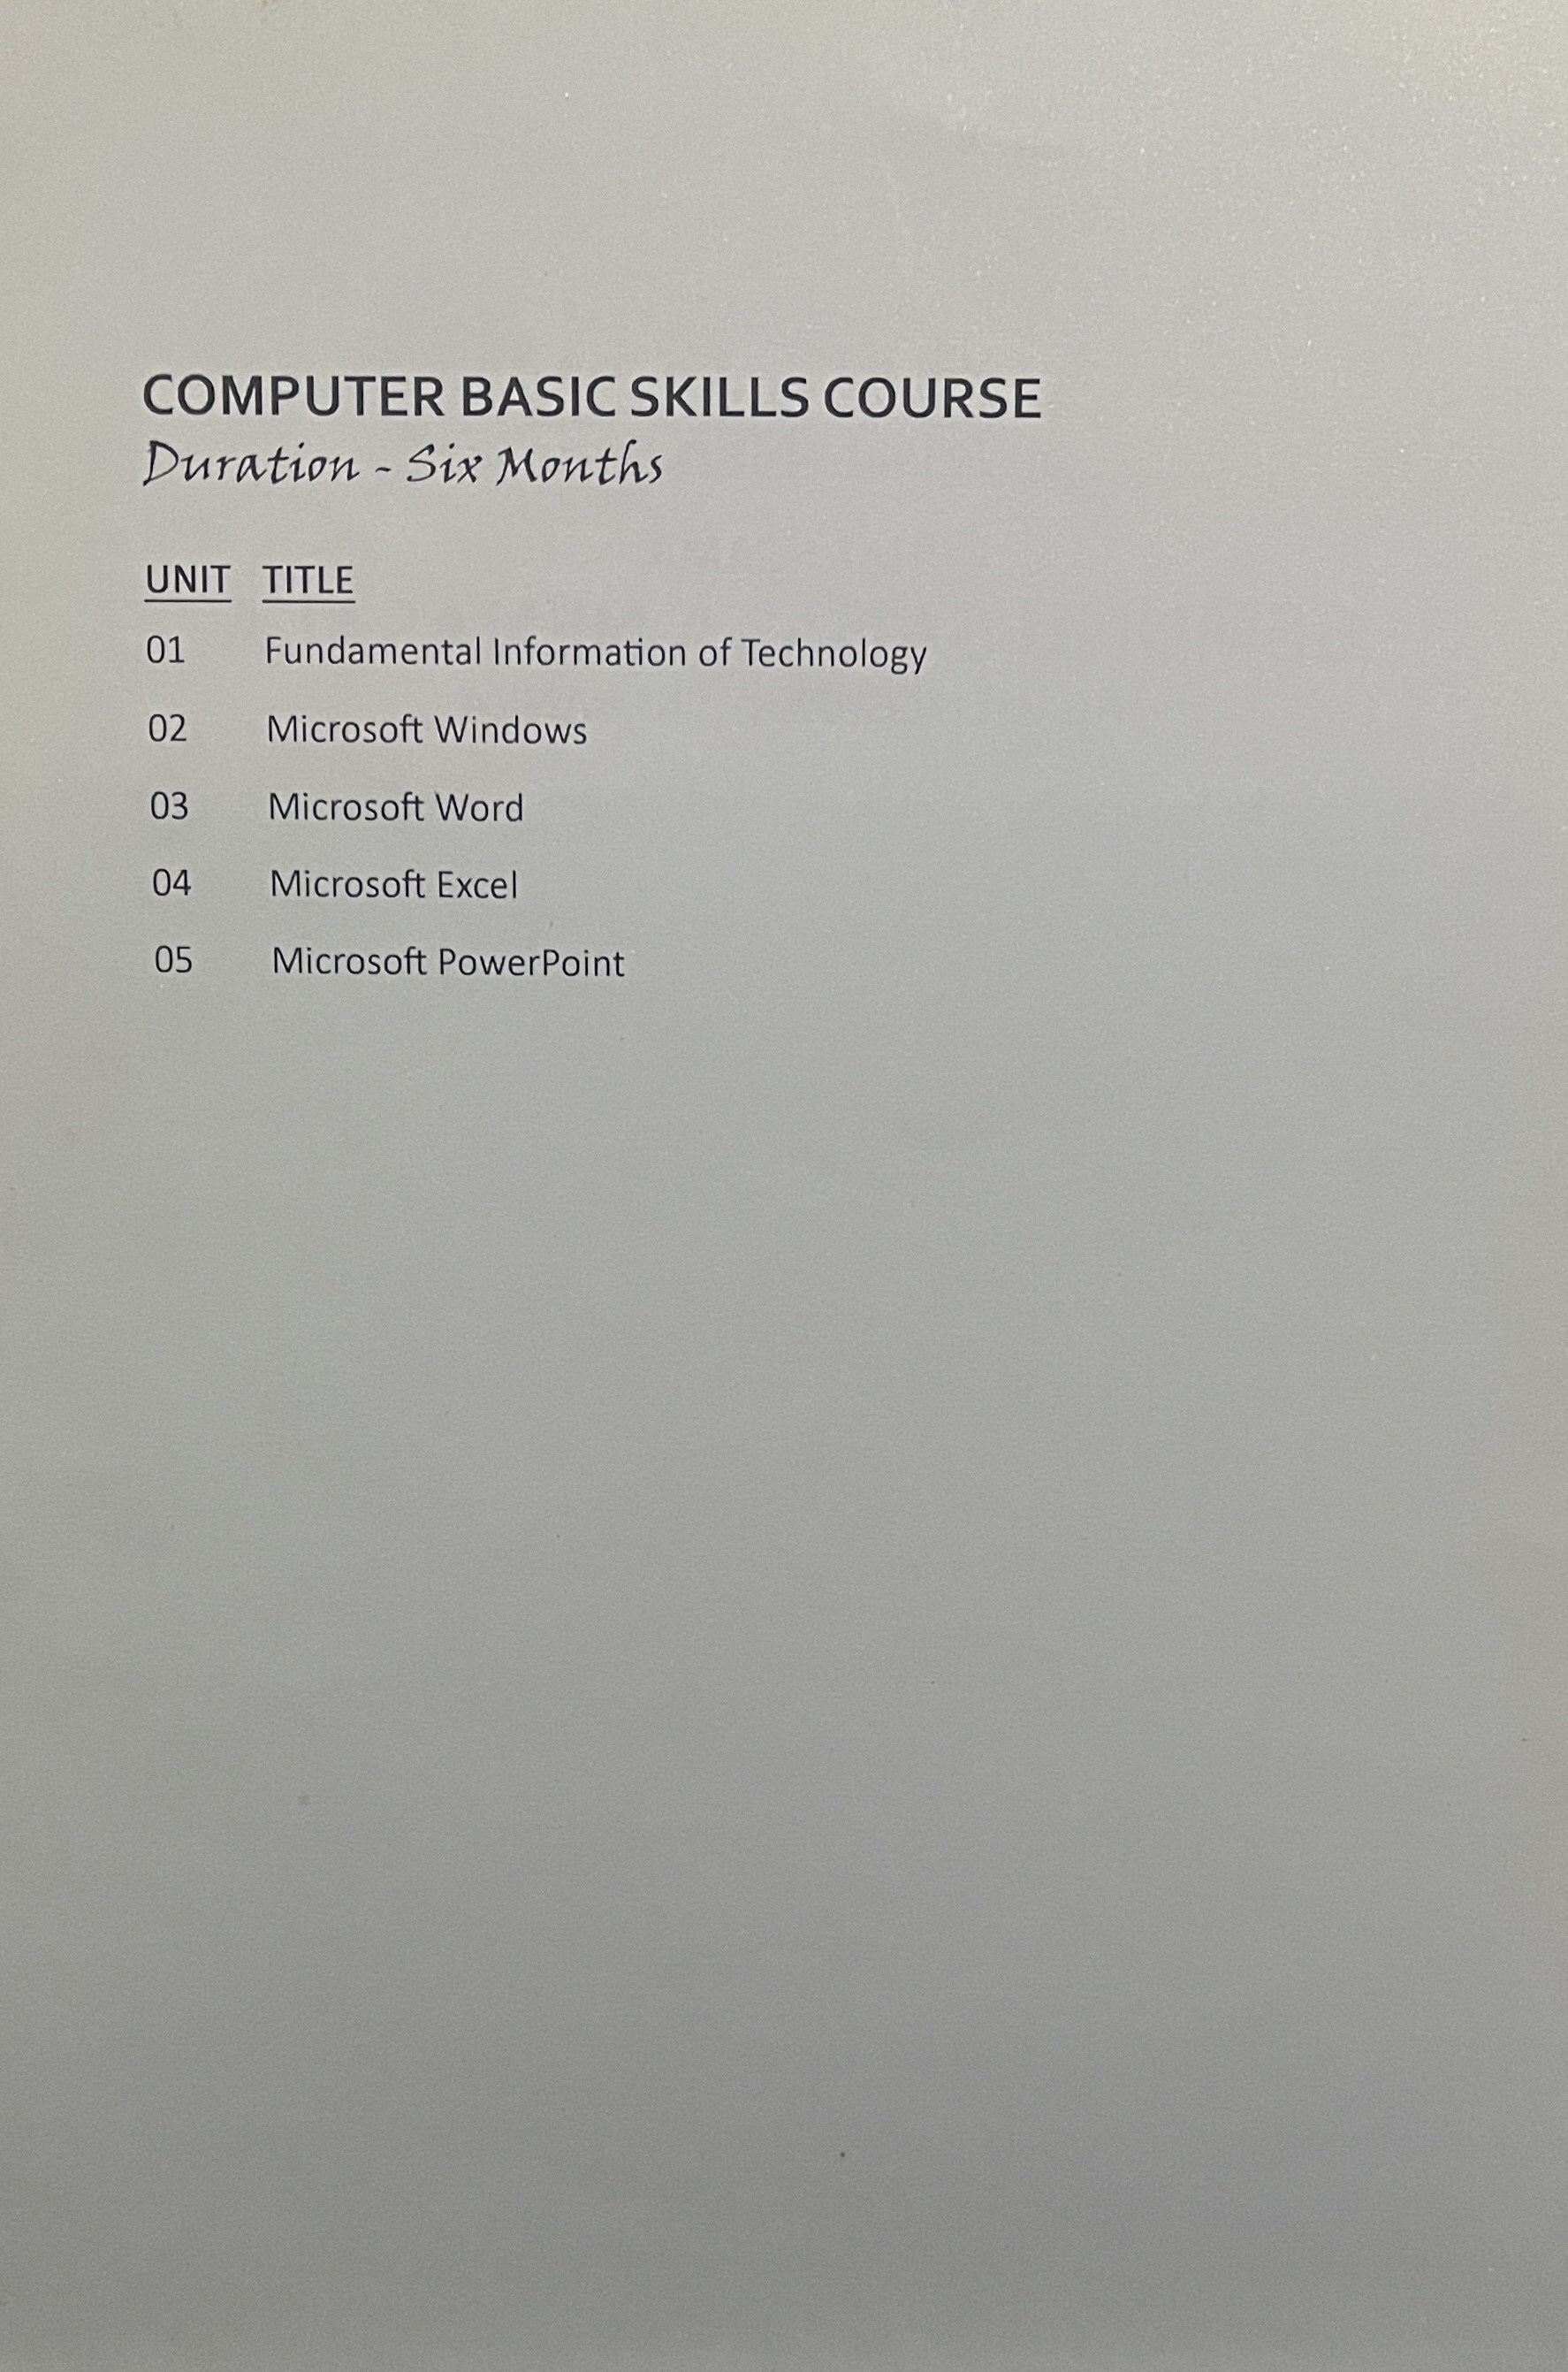 COMPUTER BASIC SKILLS COURSE
Duration - Six Months
UNIT TITLE
01 Fundamental Information of Technology
02 Microsoft Windows
03 Microsoft Word
04 Microsoft Excel
05 Microsoft PowerPoint